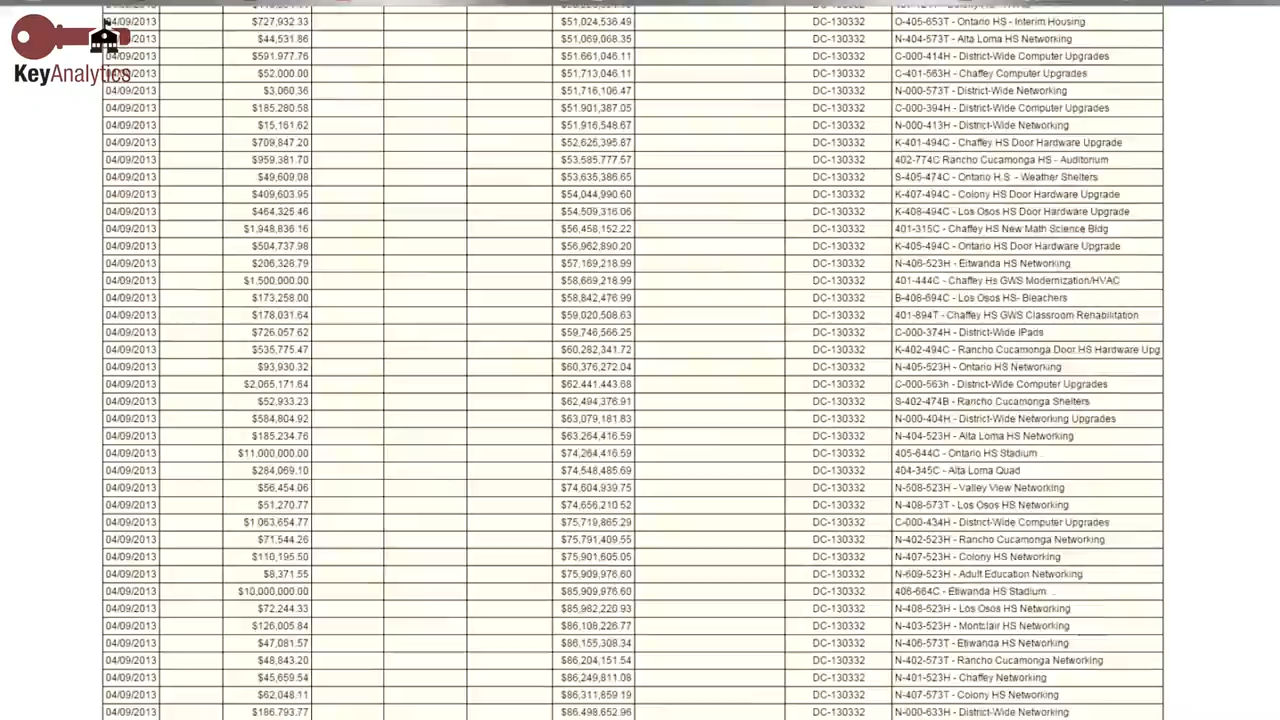 KeyAnalytics
04/09/2013 $727,932.33 $51,024,536.49 DC-130332 O-405-653T - Ontario HS - Interim Housing
04/09/2013 $44,531.86 $51,069,068.35 DC-130332 N-404-573T - Alta Loma HS Networking
04/09/2013 $591,977.76 $51,661,046.11 DC-130332 C-000-414H - District-Wide Computer Upgrades
04/09/2013 $52,000.00 $51,713,046.11 DC-130332 C-401-563H - Chaffey Computer Upgrades
04/09/2013 $3,060.36 $51,716,106.47 DC-130332 N-000-573T - District-Wide Networking
04/09/2013 $185,280.58 $51,901,387.05 DC-130332 C-000-394H - District-Wide Computer Upgrades
04/09/2013 $15,161.62 $51,916,548.67 DC-130332 N-000-413H - District-Wide Networking
04/09/2013 $709,847.20 $52,626,395.87 DC-130332 K-401-494C - Chaffey HS Door Hardware Upgrade
04/09/2013 $959,381.70 $53,585,777.57 DC-130332 402-774C Rancho Cucamonga HS - Auditorium
04/09/2013 $49,609.08 $53,635,386.65 DC-130332 S-405-474C - Ontario H.S. - Weather Shelters
04/09/2013 $409,603.95 $54,044,990.60 DC-130332 K-407-494C - Colony HS Door Hardware Upgrade
04/09/2013 $464,325.46 $54,509,316.06 DC-130332 K-408-494C - Los Osos HS Door Hardware Upgrade
04/09/2013 $1,948,836.16 $56,458,152.22 DC-130332 401-315C - Chaffey HS New Math Science Bldg
04/09/2013 $504,737.98 $56,962,890.20 DC-130332 K-405-494C - Ontario HS Door Hardware Upgrade
04/09/2013 $206,328.79 $57,169,218.99 DC-130332 N-406-523H - Etiwanda HS Networking
04/09/2013 $1,500,000.00 $58,669,218.99 DC-130332 401-444C - Chaffey Hs GWS Modernization/HVAC
04/09/2013 $173,258.00 $58,842,476.99 DC-130332 B-408-694C - Los Osos HS- Bleachers
04/09/2013 $178,031.64 $59,020,508.63 DC-130332 401-894T - Chaffey HS GWS Classroom Rehabilitation
04/09/2013 $726,057.62 $59,746,566.25 DC-130332 C-000-374H - District-Wide IPads
04/09/2013 $535,775.47 $60,282,341.72 DC-130332 K-402-494C - Rancho Cucamonga Door HS Hardware Upg
04/09/2013 $93,930.32 $60,376,272.04 DC-130332 N-405-523H - Ontario HS Networking
04/09/2013 $2,065,171.64 $62,441,443.68 DC-130332 C-000-563h - District-Wide Computer Upgrades
04/09/2013 $52,933.23 $62,494,376.91 DC-130332 S-402-474B - Rancho Cucamonga Shelters
04/09/2013 $584,804.92 $63,079,181.83 DC-130332 N-000-404H - District-Wide Networking Upgrades
04/09/2013 $185,234.76 $63,264,416.59 DC-130332 N-404-523H - Alta Loma HS Networking
04/09/2013 $11,000,000.00 $74,264,416.59 DC-130332 405-644C - Ontario HS Stadium
04/09/2013 $284,069.10 $74,548,485.69 DC-130332 404-345C - Alta Loma Quad
04/09/2013 $56,454.06 $74,604,939.75 DC-130332 N-508-523H - Valley View Networking
04/09/2013 $51,270.77 $74,656,210.52 DC-130332 N-408-573T - Los Osos HS Networking
04/09/2013 $1,063,654.77 $75,719,865.29 DC-130332 C-000-434H - District-Wide Computer Upgrades
04/09/2013 $71,544.26 $75,791,409.55 DC-130332 N-402-523H - Rancho Cucamonga Networking
04/09/2013 $110,195.50 $75,901,605.05 DC-130332 N-407-523H - Colony HS Networking
04/09/2013 $8,371.55 $75,909,976.60 DC-130332 N-609-523H - Adult Education Networking
04/09/2013 $10,000,000.00 $85,909,976.60 DC-130332 406-664C - Etiwanda HS Stadium
04/09/2013 $72,244.33 $85,982,220.93 DC-130332 N-408-523H - Los Osos HS Networking
04/09/2013 $126,005.84 $86,108,226.77 DC-130332 N-403-523H - Montclair HS Networking
04/09/2013 $47,081.57 $86,155,308.34 DC-130332 N-406-573T - Etiwanda HS Networking
04/09/2013 $48,843.20 $86,204,151.54 DC-130332 N-402-573T - Rancho Cucamonga Networking
04/09/2013 $45,659.54 $86,249,811.08 DC-130332 N-401-523H - Chaffey Networking
04/09/2013 $62,048.11 $86,311,859.19 DC-130332 N-407-573T - Colony HS Networking
04/09/2013 $186,793.77 $86,498,652.96 DC-130332 N-000-633H - District-Wide Networking